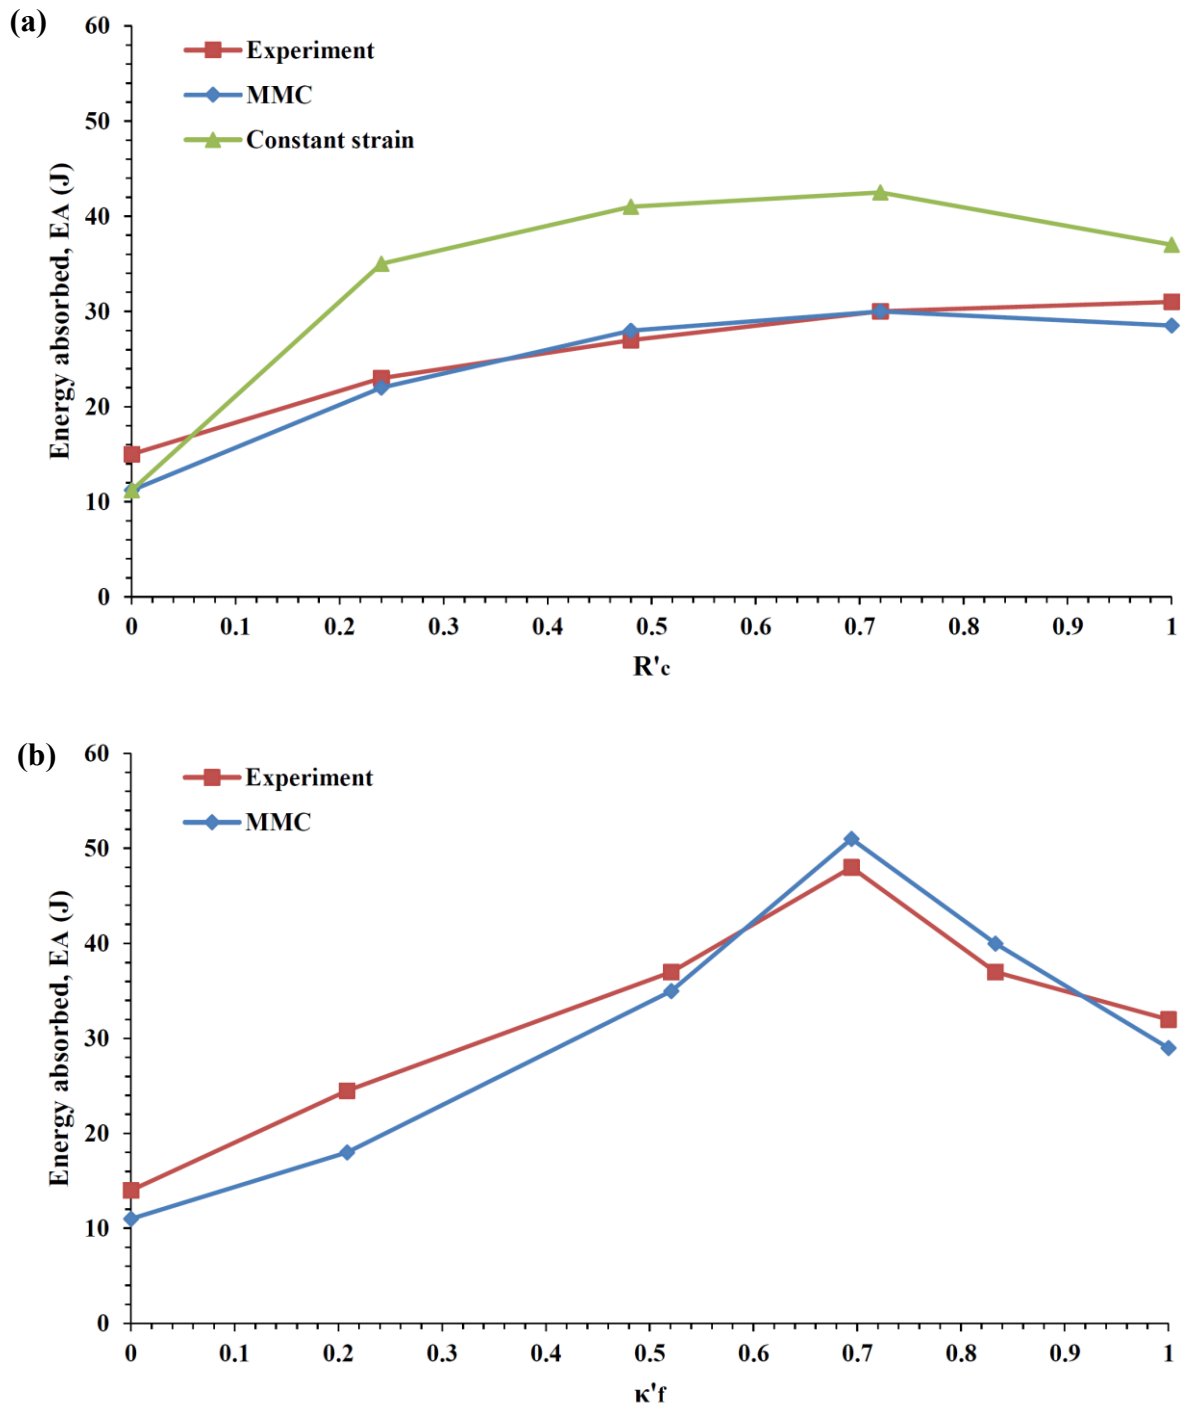 (a)
Experiment
MMC
Constant strain
Energy absorbed, EA (J)
60
50
40
30
20
10
0
0 0.1 0.2 0.3 0.4 0.5 0.6 0.7 0.8 0.9 1
R'c
(b)
Experiment
MMC
Energy absorbed, EA (J)
60
50
40
30
20
10
0
0 0.1 0.2 0.3 0.4 0.5 0.6 0.7 0.8 0.9 1
κ'f